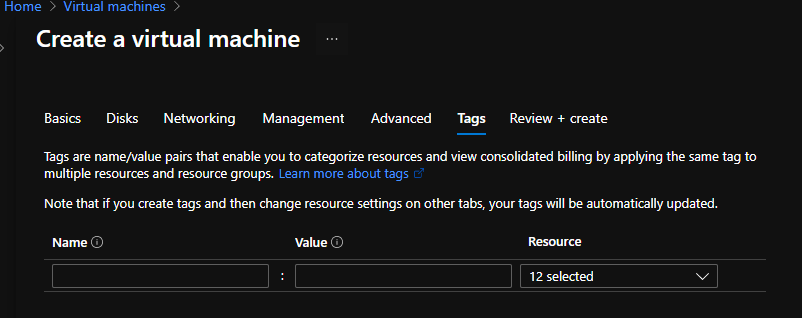 Home > Virtual machines >
Create a virtual machine ...
Basics Disks Networking Management Advanced Tags Review + create
Tags are name/value pairs that enable you to categorize resources and view consolidated billing by applying the same tag to
multiple resources and resource groups. Learn more about tags
Note that if you create tags and then change resource settings on other tabs, your tags will be automatically updated.
Name Value Resource
: 12 selected